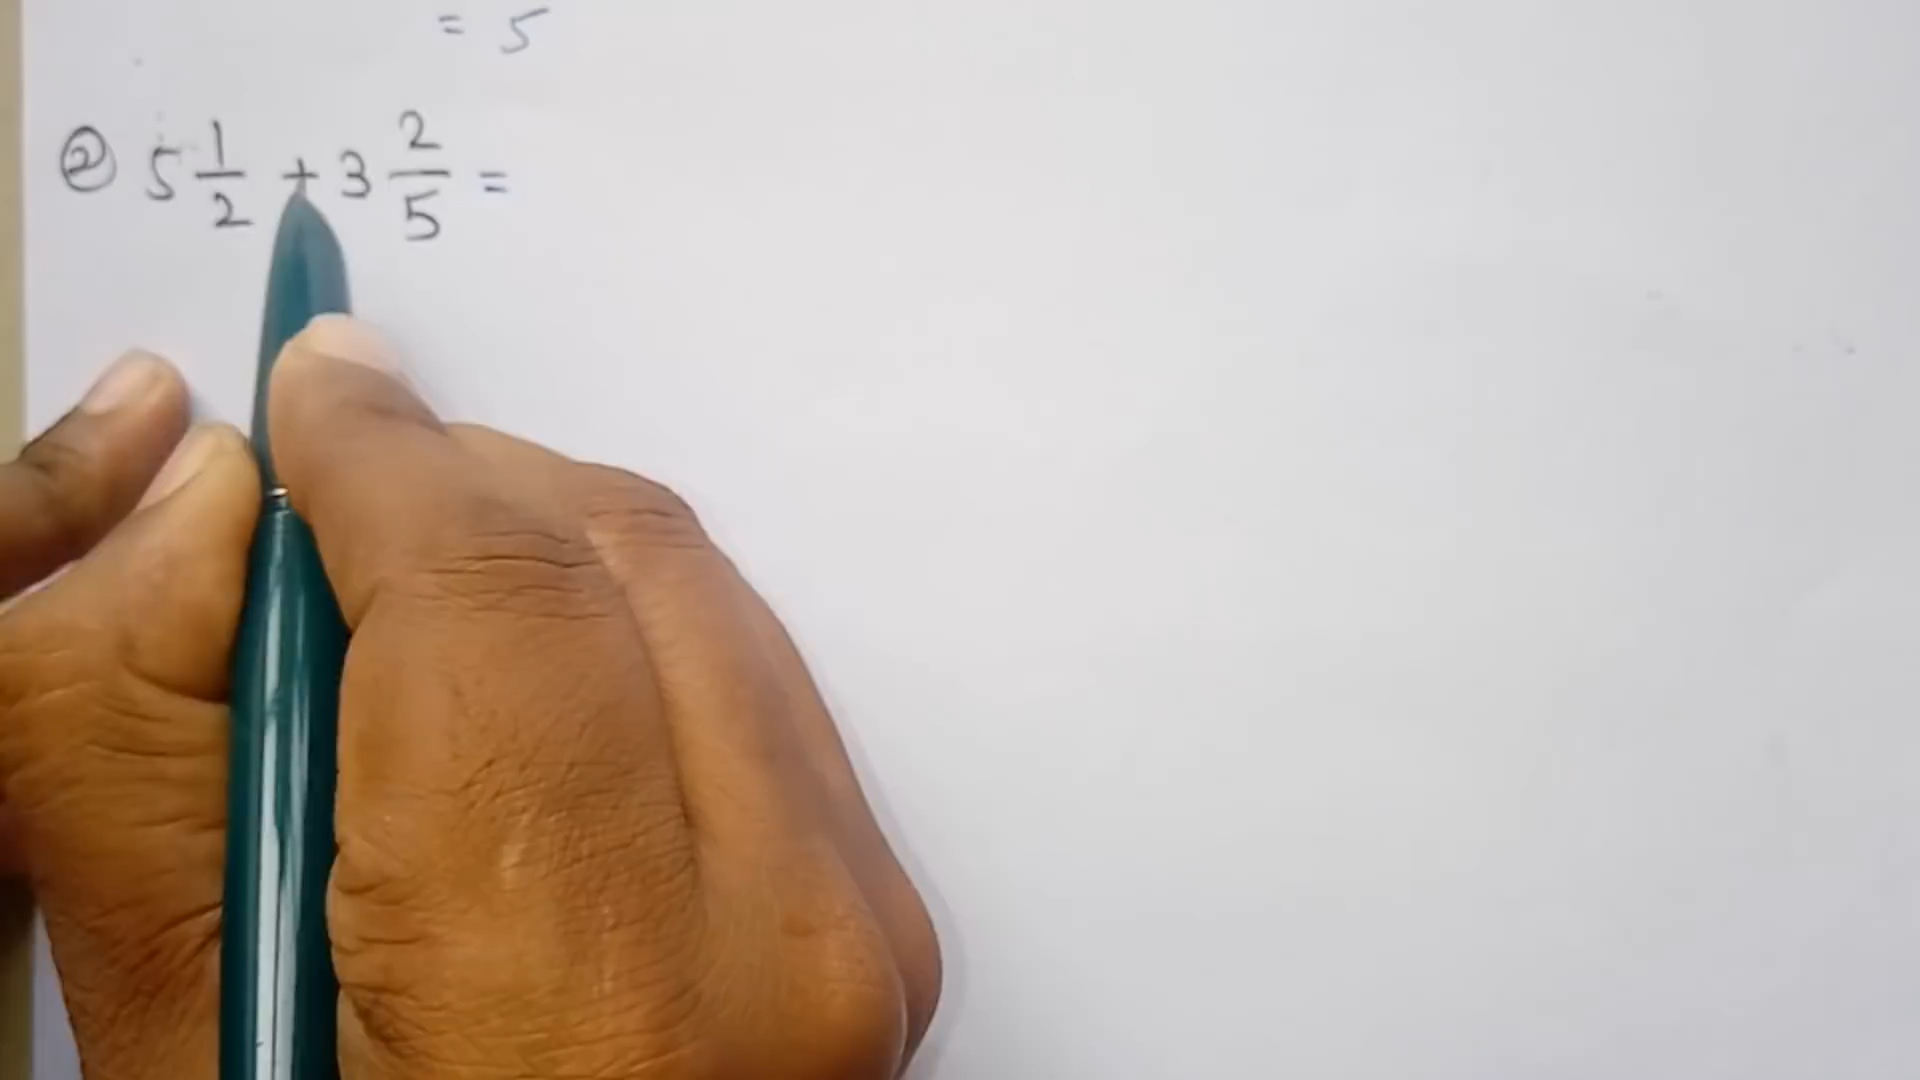 = 5
② 5 1/2 + 3 2/5 =